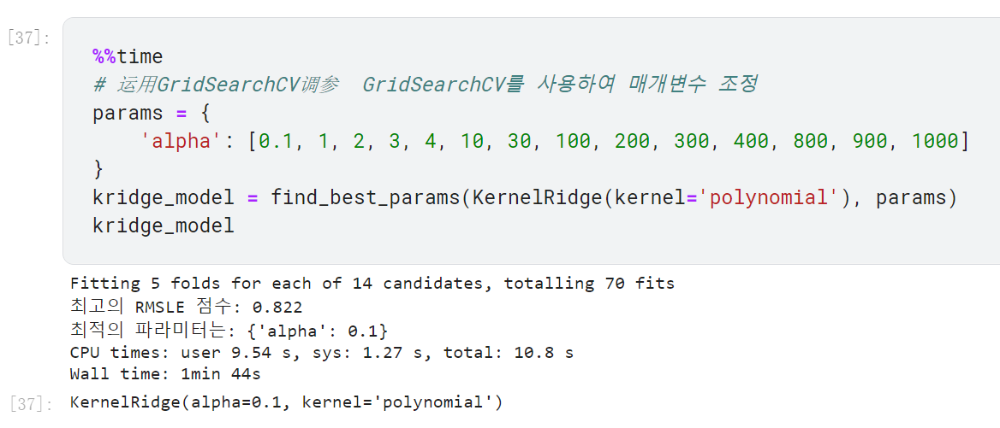 [37]:
%%time
# 运用GridSearchCV调参  GridSearchCV를 사용하여 매개변수 조정
params = {
    'alpha': [0.1, 1, 2, 3, 4, 10, 30, 100, 200, 300, 400, 800, 900, 1000]
}
kridge_model = find_best_params(KernelRidge(kernel='polynomial'), params)
kridge_model
Fitting 5 folds for each of 14 candidates, totalling 70 fits
최고의 RMSLE 점수: 0.822
최적의 파라미터는: {'alpha': 0.1}
CPU times: user 9.54 s, sys: 1.27 s, total: 10.8 s
Wall time: 1min 44s
[37]: KernelRidge(alpha=0.1, kernel='polynomial')